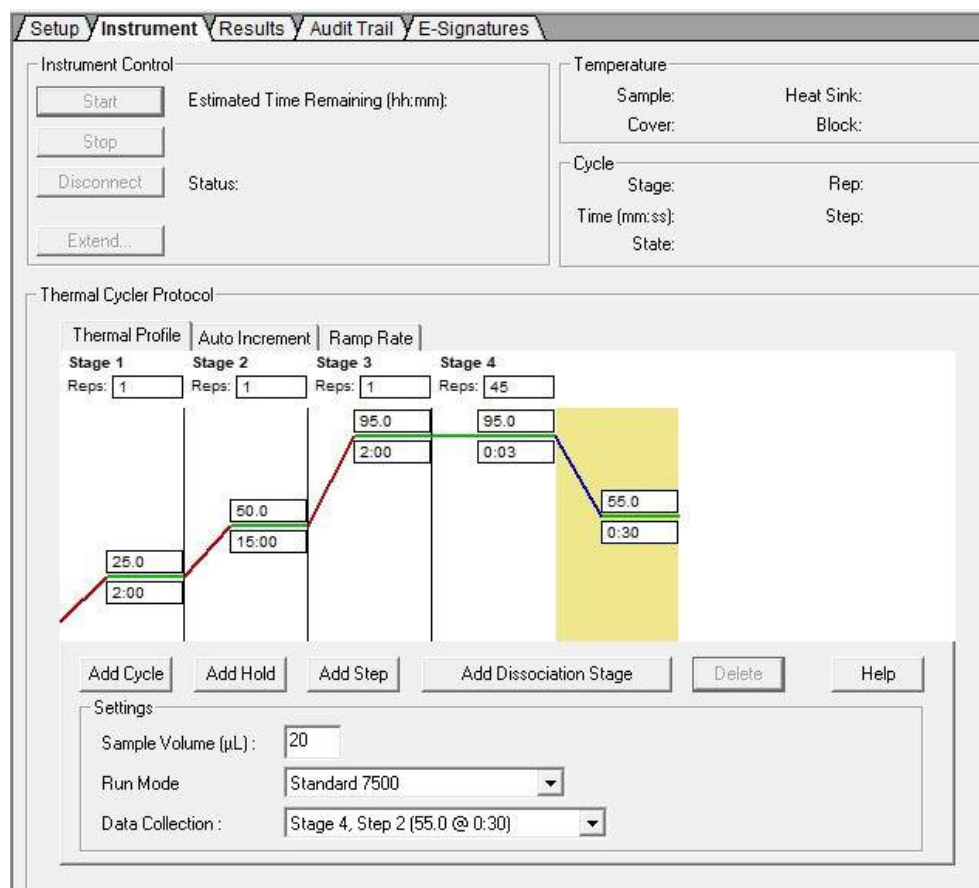 Setup Instrument Results Audit Trail E-Signatures
Instrument Control
Start Estimated Time Remaining (hh:mm):
Stop
Disconnect Status:
Extend...
Temperature
Sample: Heat Sink:
Cover: Block:
Cycle
Stage: Rep:
Time (mm:ss): Step:
State:
Thermal Cycler Protocol
Thermal Profile Auto Increment Ramp Rate
Stage 1 Stage 2 Stage 3 Stage 4
Reps: 1 Reps: 1 Reps: 1 Reps: 45
95.0 95.0
2:00 0:03
50.0 55.0
15:00 0:30
25.0
2:00
Add Cycle Add Hold Add Step Add Dissociation Stage Delete Help
Settings
Sample Volume (µL) : 20
Run Mode Standard 7500
Data Collection : Stage 4, Step 2 (55.0 @ 0:30)